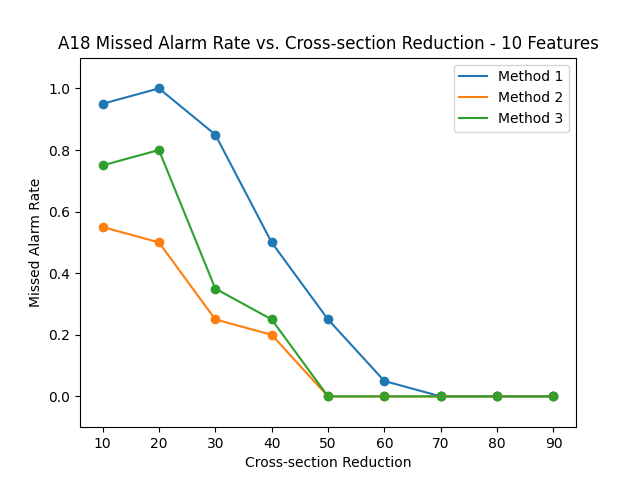 A18 Missed Alarm Rate vs. Cross-section Reduction - 10 Features
Method 1
Method 2
Method 3
Missed Alarm Rate
1.0
0.8
0.6
0.4
0.2
0.0
10 20 30 40 50 60 70 80 90
Cross-section Reduction